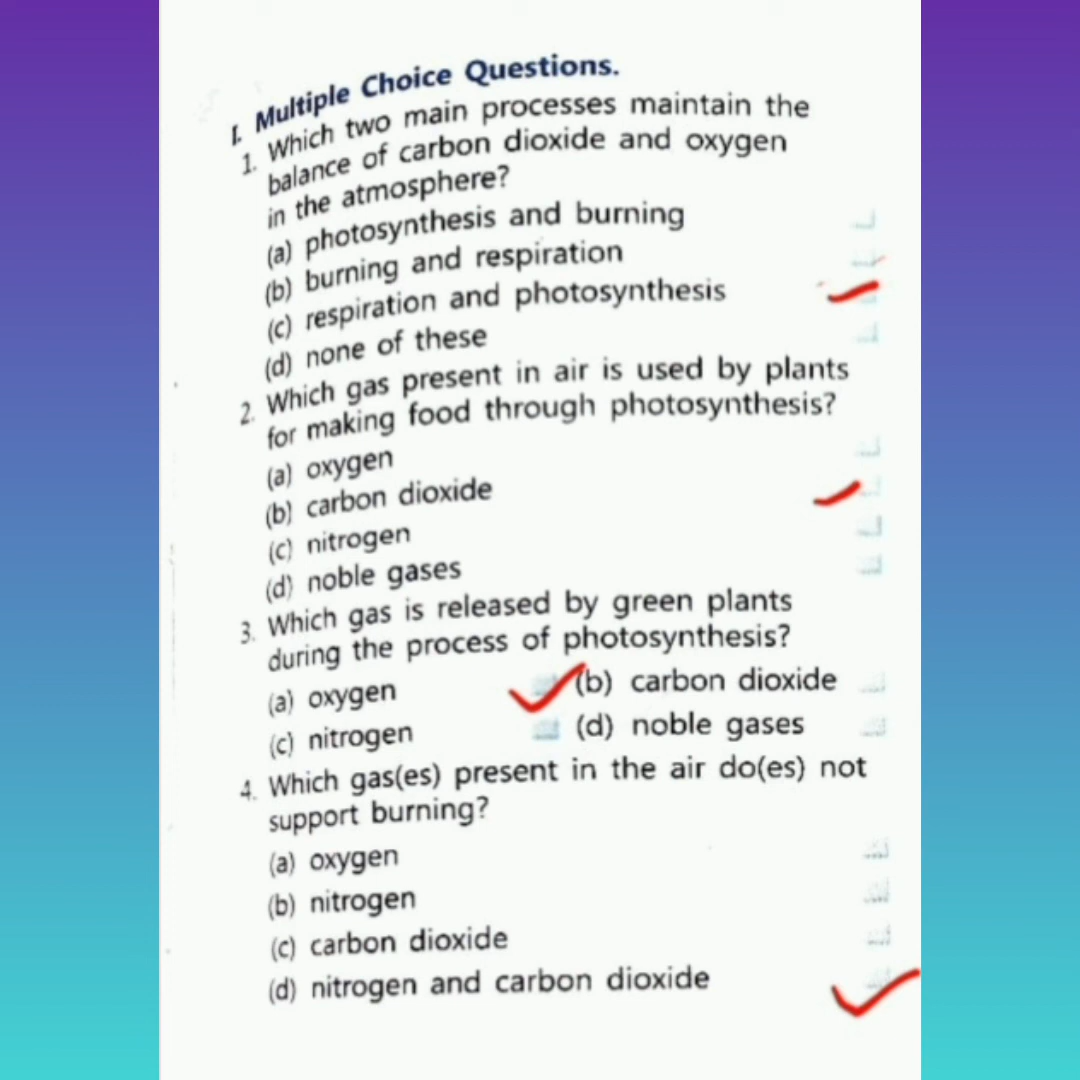 I. Multiple Choice Questions.
1. Which two main processes maintain the
balance of carbon dioxide and oxygen
in the atmosphere?
(a) photosynthesis and burning
(b) burning and respiration
(c) respiration and photosynthesis
(d) none of these
2. Which gas present in air is used by plants
for making food through photosynthesis?
(a) oxygen
(b) carbon dioxide
(c) nitrogen
(d) noble gases
3. Which gas is released by green plants
during the process of photosynthesis?
(a) oxygen (b) carbon dioxide
(c) nitrogen (d) noble gases
4. Which gas(es) present in the air do(es) not
support burning?
(a) oxygen
(b) nitrogen
(c) carbon dioxide
(d) nitrogen and carbon dioxide